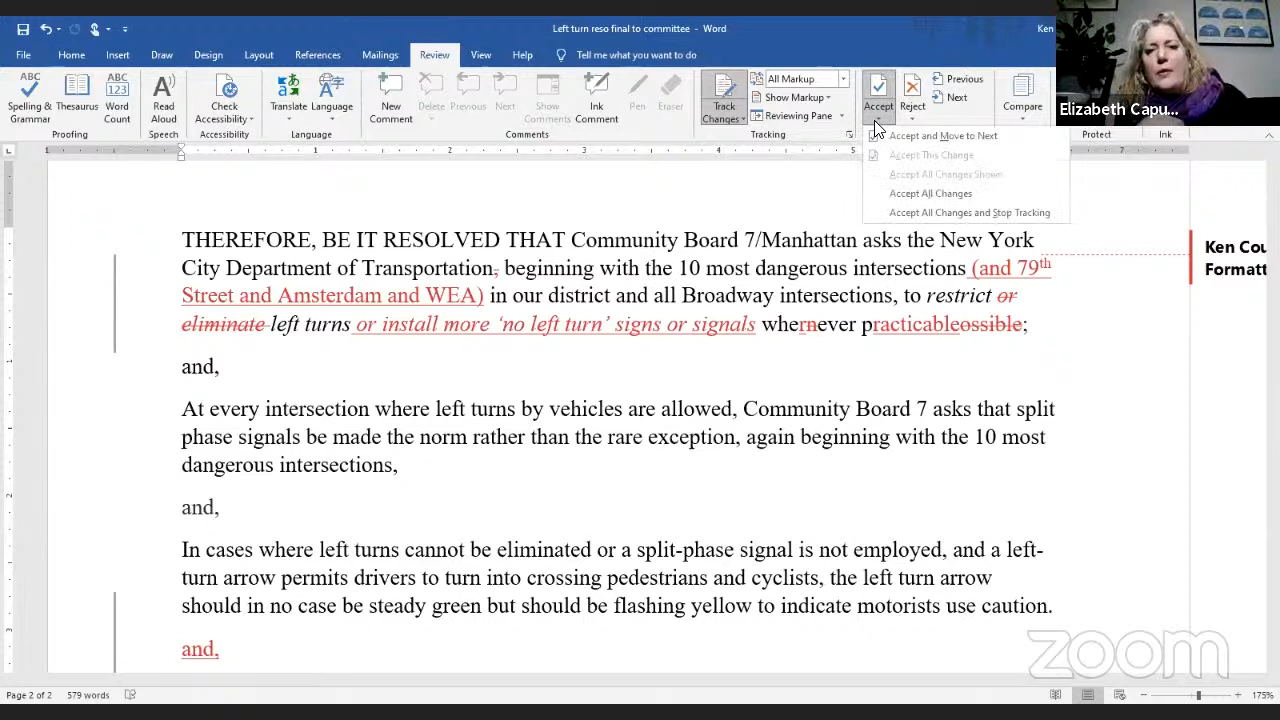 Left turn reso final to committee - Word
Ken
File Home Insert Draw Design Layout References Mailings Review View Help Tell me what you want to do
Spelling & Grammar
Thesaurus
Word Count
Read Aloud
Check Accessibility
Translate
Language
New Comment
Delete
Previous
Next
Show Comments
Ink Comment
Pen
Eraser
Track Changes
All Markup
Show Markup
Reviewing Pane
Accept
Reject
Previous
Next
Compare
Proofing
Speech
Accessibility
Language
Comments
Tracking
Protect
Ink
Elizabeth Capu...
Accept and Move to Next
Accept This Change
Accept All Changes Shown
Accept All Changes
Accept All Changes and Stop Tracking
1 1 2 3 4 5 7
THEREFORE, BE IT RESOLVED THAT Community Board 7/Manhattan asks the New York
City Department of Transportation, beginning with the 10 most dangerous intersections (and 79th
Street and Amsterdam and WEA) in our district and all Broadway intersections, to restrict or
eliminate left turns or install more ‘no left turn’ signs or signals whernever practicableossible;
and,
At every intersection where left turns by vehicles are allowed, Community Board 7 asks that split
phase signals be made the norm rather than the rare exception, again beginning with the 10 most
dangerous intersections,
and,
In cases where left turns cannot be eliminated or a split-phase signal is not employed, and a left-
turn arrow permits drivers to turn into crossing pedestrians and cyclists, the left turn arrow
should in no case be steady green but should be flashing yellow to indicate motorists use caution.
and,
Ken Cou
Formatt
zoom
Page 2 of 2 579 words
175%